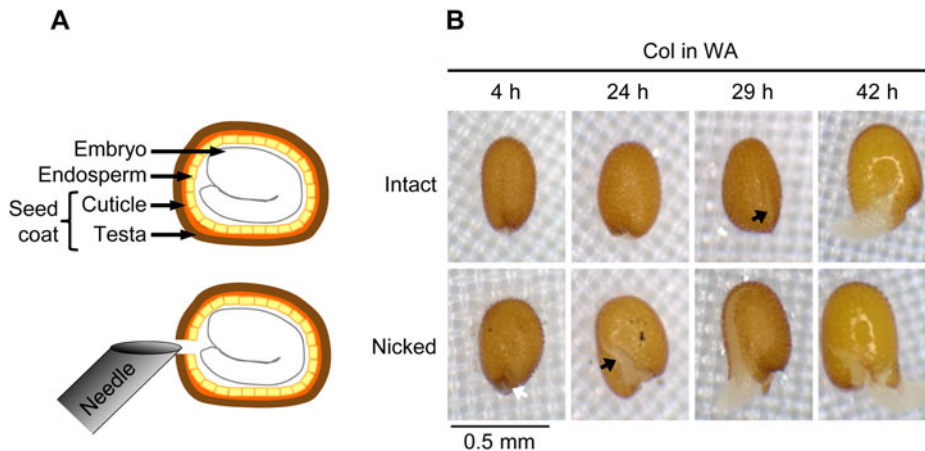 A
Embryo
Endosperm
Seed coat
Cuticle
Testa
Needle
B
Col in WA
4 h 24 h 29 h 42 h
Intact
Nicked
0.5 mm